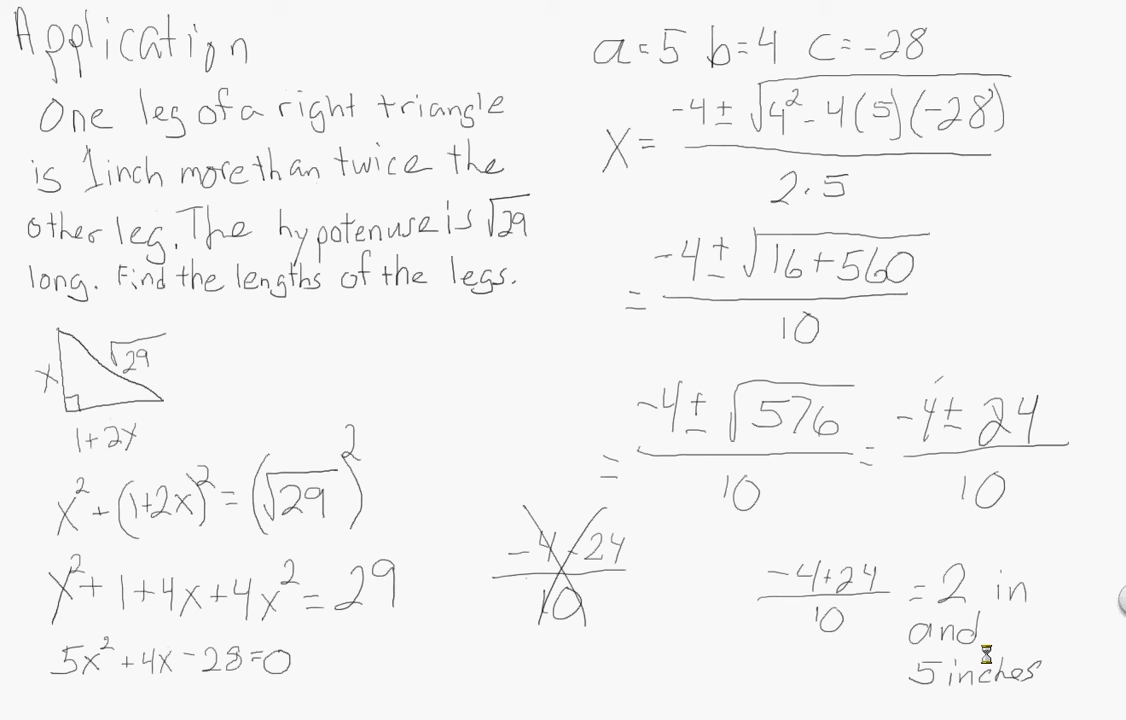 Application
One leg of a right triangle
is 1 inch more than twice the
other leg. The hypotenuse is √29
long. Find the lengths of the legs.
x
√29
1+2x
x² + (1+2x)² = (√29)²
x² + 1 + 4x + 4x² = 29
5x² + 4x - 28 = 0
a = 5 b = 4 c = -28
x = (-4 ± √(4² - 4(5)(-28))) / (2·5)
= (-4 ± √(16 + 560)) / 10
= (-4 ± √576) / 10 = (-4 ± 24) / 10
(-4 - 24) / 10
(-4 + 24) / 10 = 2 in
and
5 inches